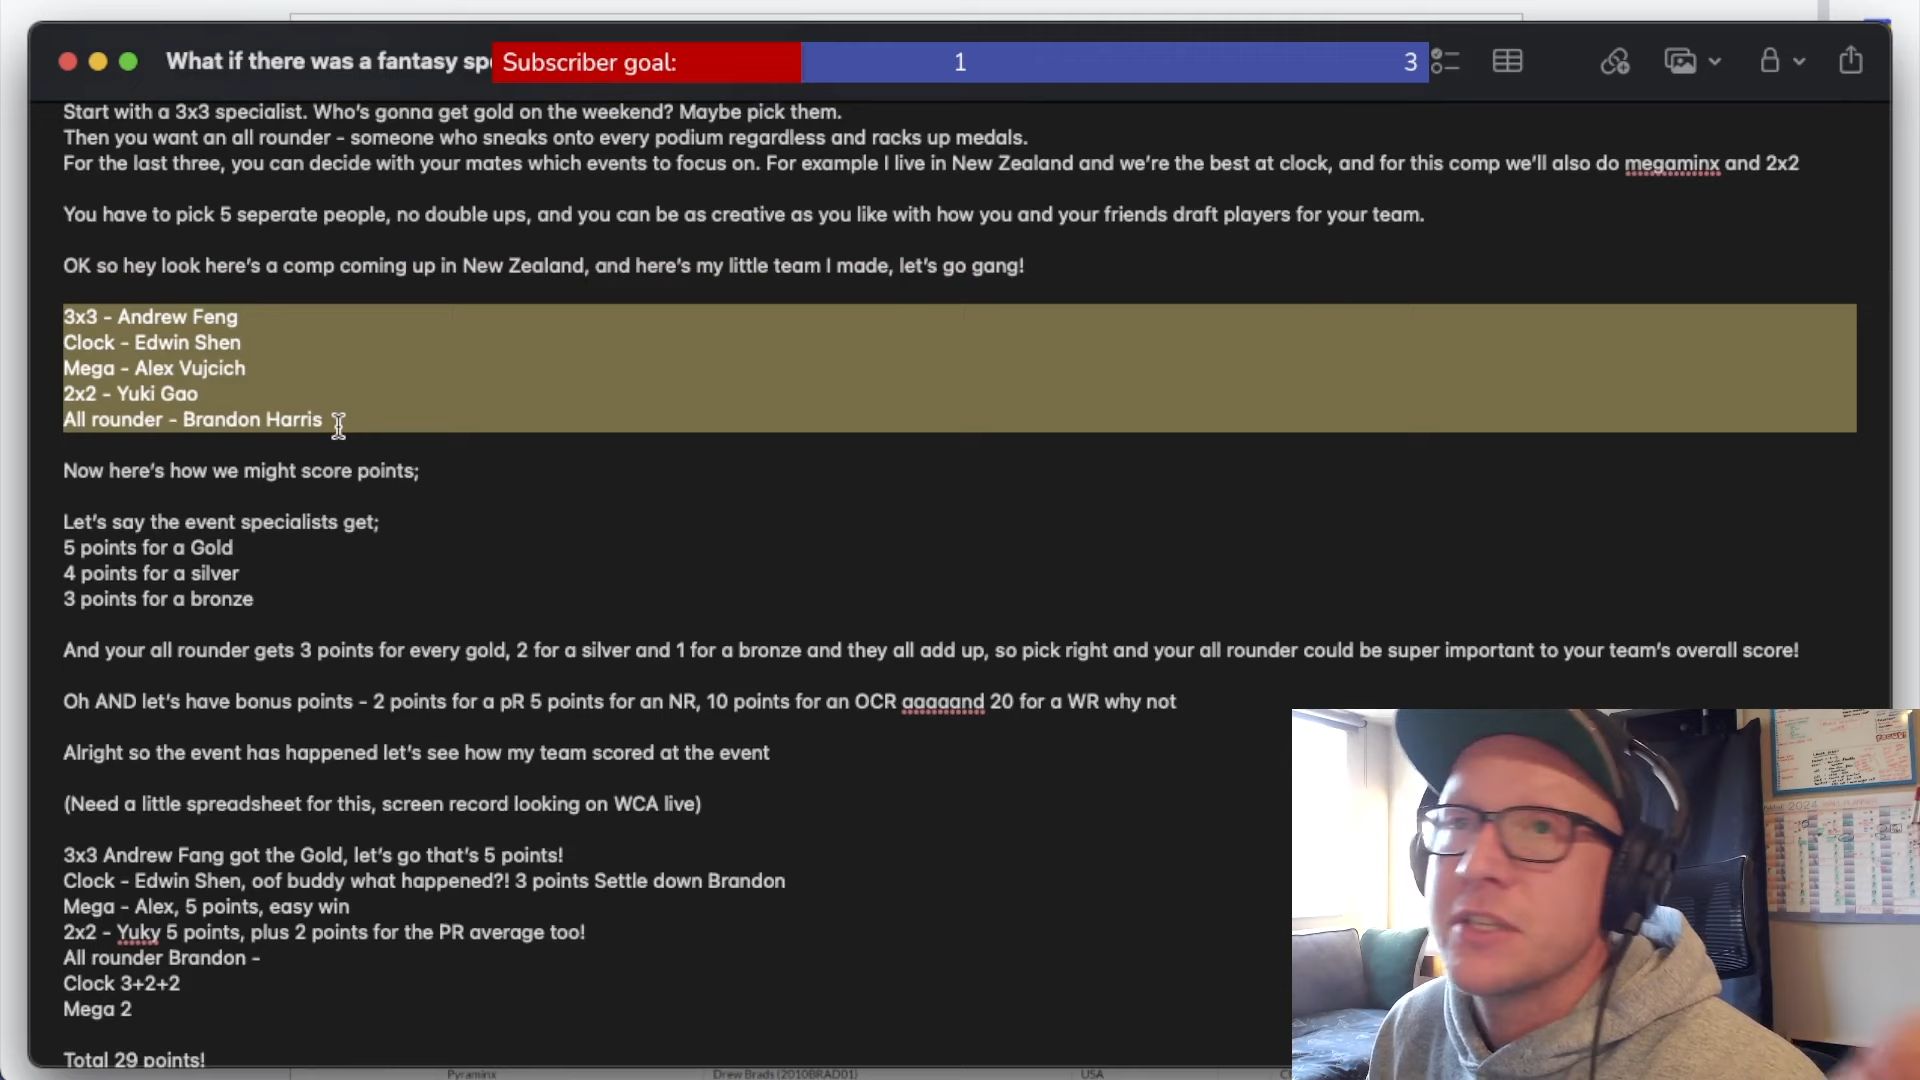 What if there was a fantasy sp
Subscriber goal:
1
3
Start with a 3x3 specialist. Who's gonna get gold on the weekend? Maybe pick them.
Then you want an all rounder - someone who sneaks onto every podium regardless and racks up medals.
For the last three, you can decide with your mates which events to focus on. For example I live in New Zealand and we're the best at clock, and for this comp we'll also do megaminx and 2x2
You have to pick 5 seperate people, no double ups, and you can be as creative as you like with how you and your friends draft players for your team.
OK so hey look here's a comp coming up in New Zealand, and here's my little team I made, let's go gang!
3x3 - Andrew Feng
Clock - Edwin Shen
Mega - Alex Vujcich
2x2 - Yuki Gao
All rounder - Brandon Harris
Now here's how we might score points;
Let's say the event specialists get;
5 points for a Gold
4 points for a silver
3 points for a bronze
And your all rounder gets 3 points for every gold, 2 for a silver and 1 for a bronze and they all add up, so pick right and your all rounder could be super important to your team's overall score!
Oh AND let's have bonus points - 2 points for a pR 5 points for an NR, 10 points for an OCR aaaaand 20 for a WR why not
Alright so the event has happened let's see how my team scored at the event
(Need a little spreadsheet for this, screen record looking on WCA live)
3x3 Andrew Fang got the Gold, let's go that's 5 points!
Clock - Edwin Shen, oof buddy what happened?! 3 points Settle down Brandon
Mega - Alex, 5 points, easy win
2x2 - Yuky 5 points, plus 2 points for the PR average too!
All rounder Brandon -
Clock 3+2+2
Mega 2
Total 29 points!
Pyraminx
Drew Brads (2010BRAD01)
USA
2024